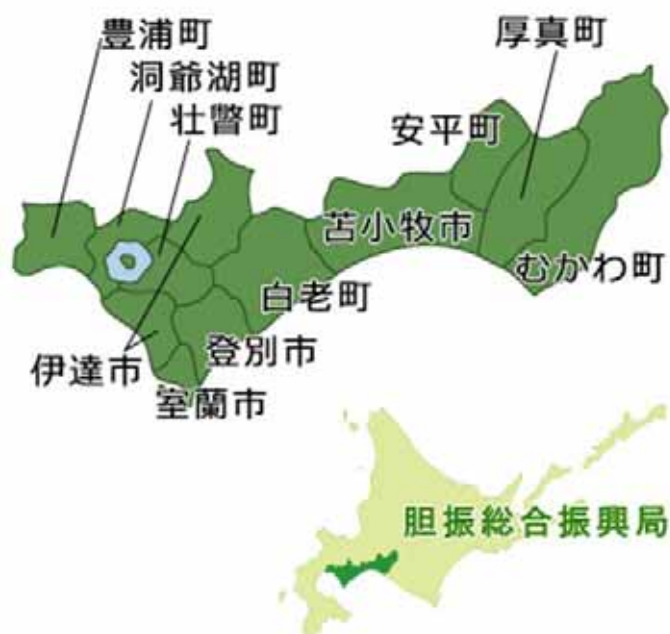 豊浦町
厚真町
洞爺湖町
壮瞥町
安平町
苫小牧市
むかわ町
白老町
登別市
伊達市
室蘭市
胆振総合振興局